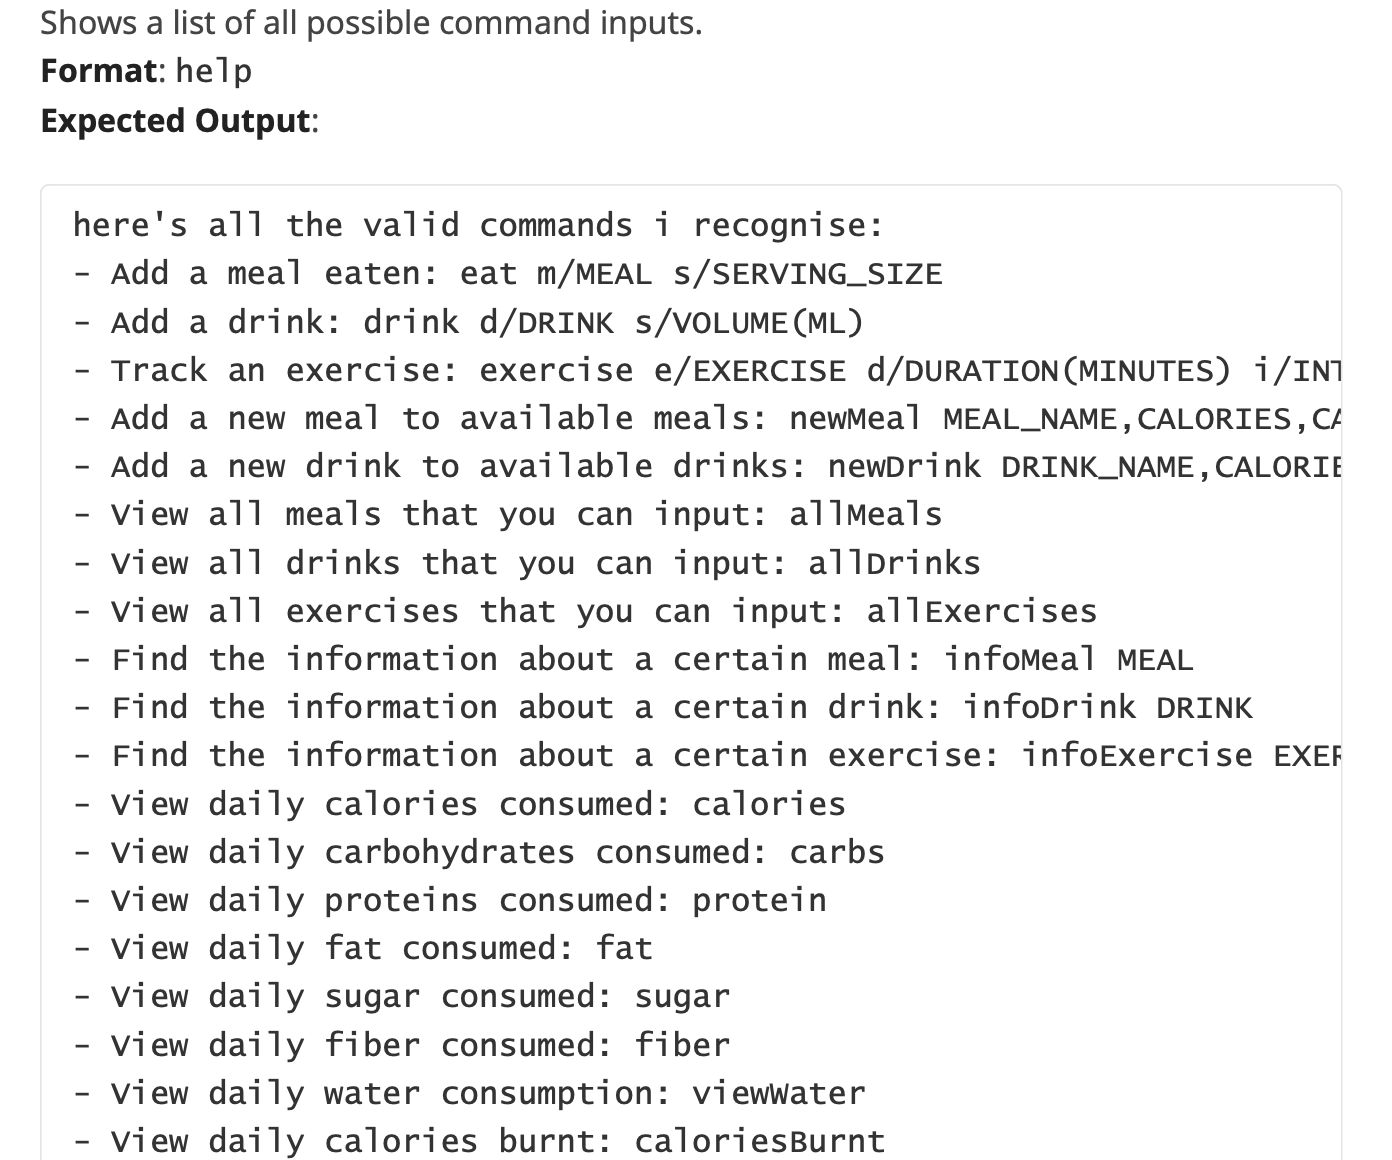 Shows a list of all possible command inputs.
Format: help
Expected Output:
here's all the valid commands i recognise:
- Add a meal eaten: eat m/MEAL s/SERVING_SIZE
- Add a drink: drink d/DRINK s/VOLUME(ML)
- Track an exercise: exercise e/EXERCISE d/DURATION(MINUTES) i/INT
- Add a new meal to available meals: newMeal MEAL_NAME,CALORIES,CA
- Add a new drink to available drinks: newDrink DRINK_NAME,CALORIE
- View all meals that you can input: allMeals
- View all drinks that you can input: allDrinks
- View all exercises that you can input: allExercises
- Find the information about a certain meal: infoMeal MEAL
- Find the information about a certain drink: infoDrink DRINK
- Find the information about a certain exercise: infoExercise EXER
- View daily calories consumed: calories
- View daily carbohydrates consumed: carbs
- View daily proteins consumed: protein
- View daily fat consumed: fat
- View daily sugar consumed: sugar
- View daily fiber consumed: fiber
- View daily water consumption: viewWater
- View daily calories burnt: caloriesBurnt